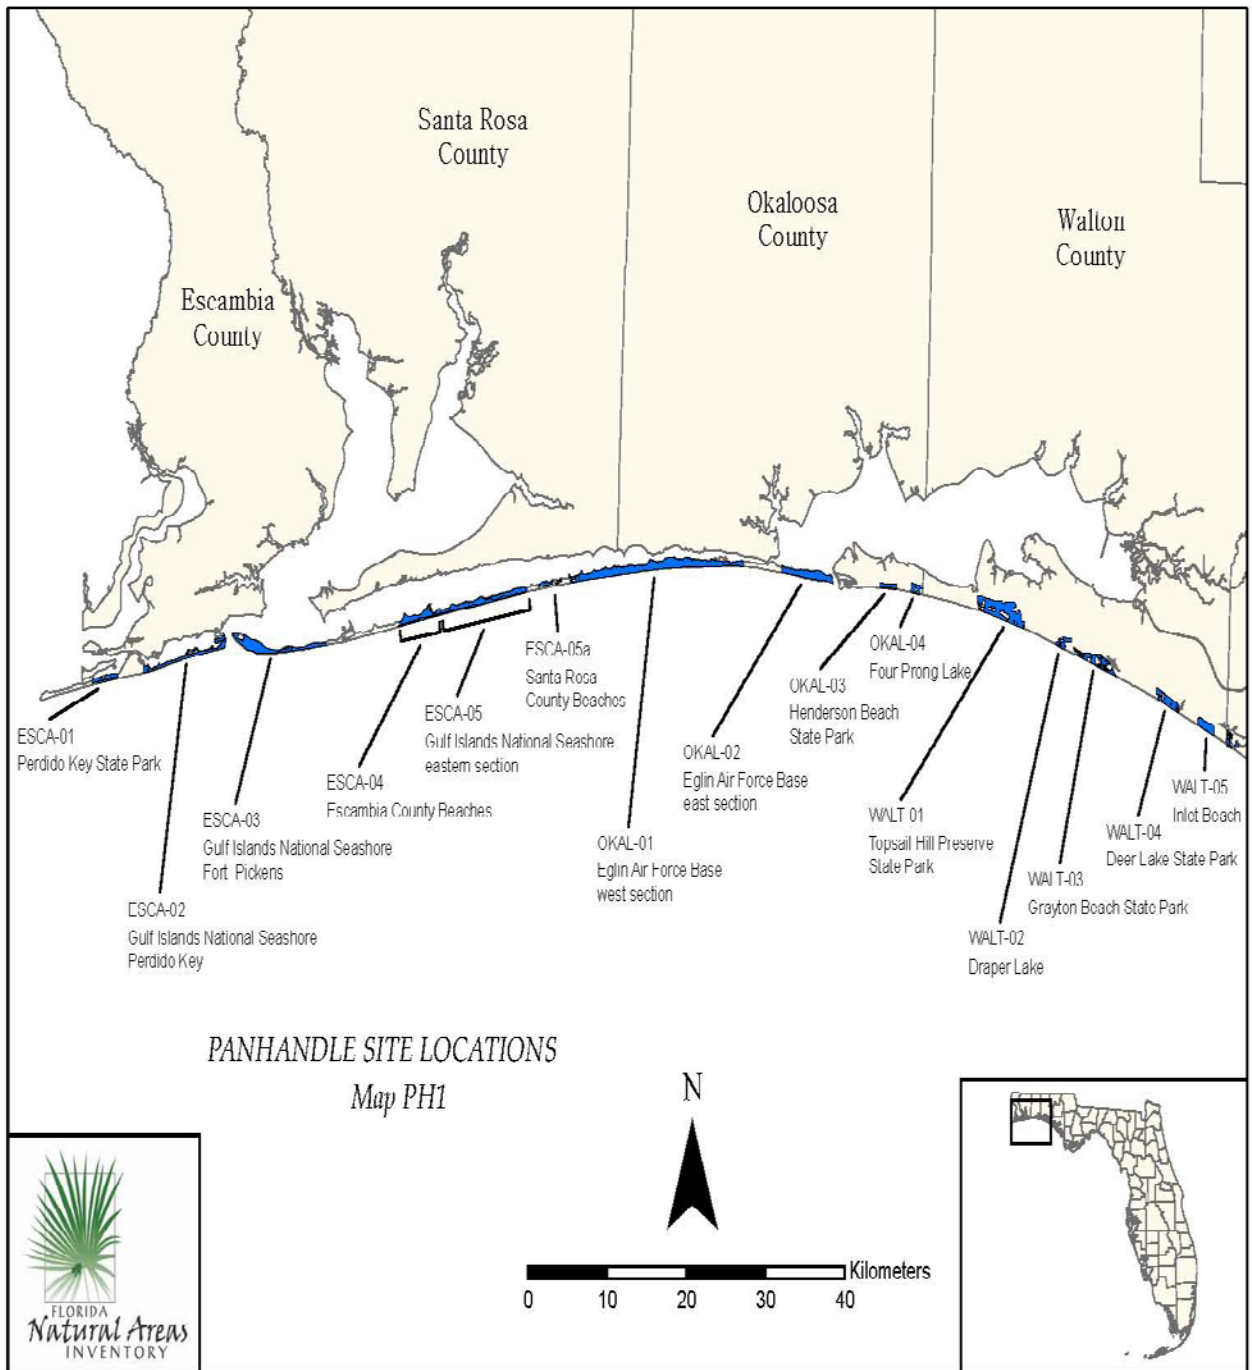 Santa Rosa
County
Okaloosa
County
Walton
County
Escambia
County
ESCA-01
Perdido Key State Park
ESCA-02
Gulf Islands National Seashore
Perdido Key
ESCA-03
Gulf Islands National Seashore
Fort Pickens
ESCA-04
Escambia County Beaches
ESCA-05
Gulf Islands National Seashore
eastern section
ESCA-05a
Santa Rosa
County Beaches
OKAL-01
Eglin Air Force Base
west section
OKAL-02
Eglin Air Force Base
east section
OKAL-03
Henderson Beach
State Park
OKAL-04
Four Prong Lake
WALT 01
Topsail Hill Preserve
State Park
WALT-02
Draper Lake
WALT-03
Grayton Beach State Park
WALT-04
Deer Lake State Park
WALT-05
Inlet Beach
PANHANDLE SITE LOCATIONS
Map PH1
N
Kilometers
0 10 20 30 40
FLORIDA
Natural Areas
INVENTORY